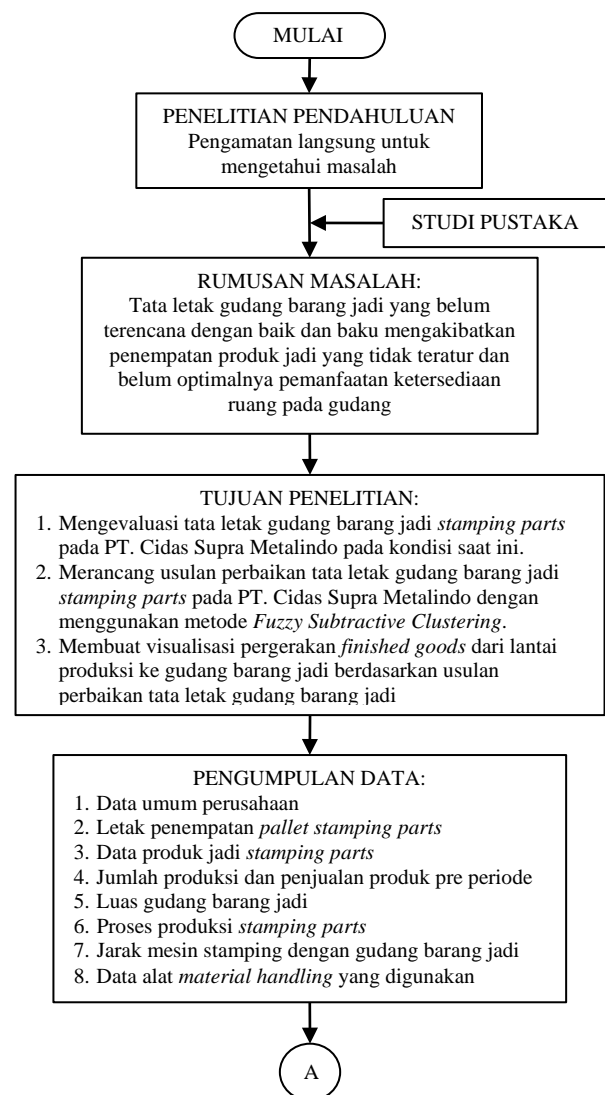 MULAI
PENELITIAN PENDAHULUAN
Pengamatan langsung untuk
mengetahui masalah
STUDI PUSTAKA
RUMUSAN MASALAH:
Tata letak gudang barang jadi yang belum
terencana dengan baik dan baku mengakibatkan
penempatan produk jadi yang tidak teratur dan
belum optimalnya pemanfaatan ketersediaan
ruang pada gudang
TUJUAN PENELITIAN:
1. Mengevaluasi tata letak gudang barang jadi stamping parts
pada PT. Cidas Supra Metalindo pada kondisi saat ini.
2. Merancang usulan perbaikan tata letak gudang barang jadi
stamping parts pada PT. Cidas Supra Metalindo dengan
menggunakan metode Fuzzy Subtractive Clustering.
3. Membuat visualisasi pergerakan finished goods dari lantai
produksi ke gudang barang jadi berdasarkan usulan
perbaikan tata letak gudang barang jadi
PENGUMPULAN DATA:
1. Data umum perusahaan
2. Letak penempatan pallet stamping parts
3. Data produk jadi stamping parts
4. Jumlah produksi dan penjualan produk pre periode
5. Luas gudang barang jadi
6. Proses produksi stamping parts
7. Jarak mesin stamping dengan gudang barang jadi
8. Data alat material handling yang digunakan
A